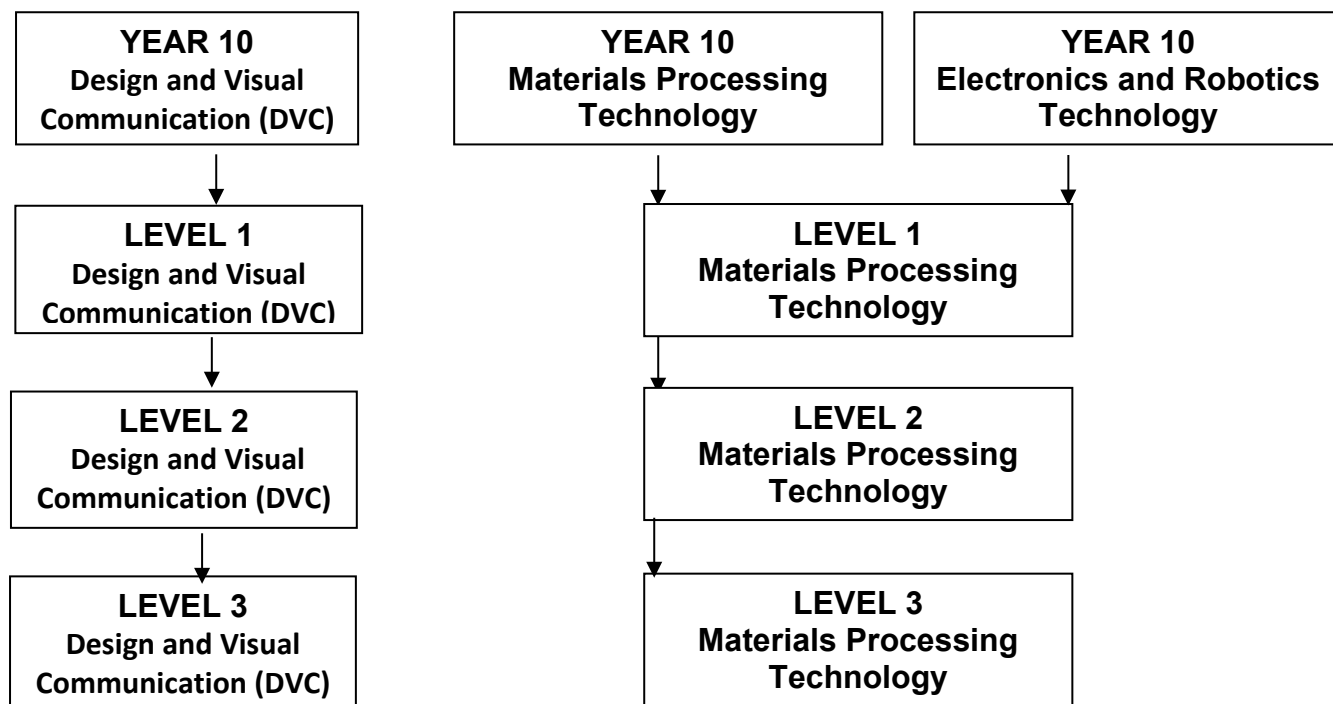 YEAR 10
Design and Visual
Communication (DVC)
YEAR 10
Materials Processing
Technology
YEAR 10
Electronics and Robotics
Technology
LEVEL 1
Design and Visual
Communication (DVC)
LEVEL 1
Materials Processing
Technology
LEVEL 2
Design and Visual
Communication (DVC)
LEVEL 2
Materials Processing
Technology
LEVEL 3
Design and Visual
Communication (DVC)
LEVEL 3
Materials Processing
Technology